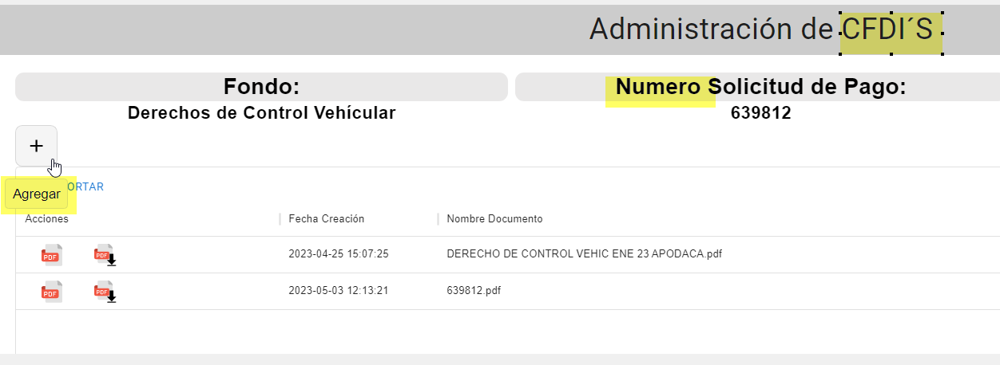 Administración de CFDI´S
Fondo:
Numero Solicitud de Pago:
Derechos de Control Vehícular
639812
+
ORTAR
Agregar
Acciones
Fecha Creación
Nombre Documento
PDF
PDF
2023-04-25 15:07:25
DERECHO DE CONTROL VEHIC ENE 23 APODACA.pdf
PDF
PDF
2023-05-03 12:13:21
639812.pdf